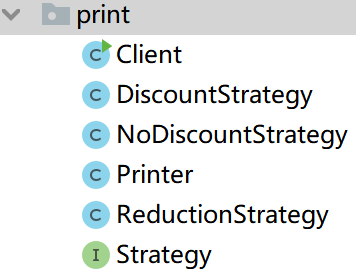 print
C Client
C DiscountStrategy
C NoDiscountStrategy
C Printer
C ReductionStrategy
I Strategy